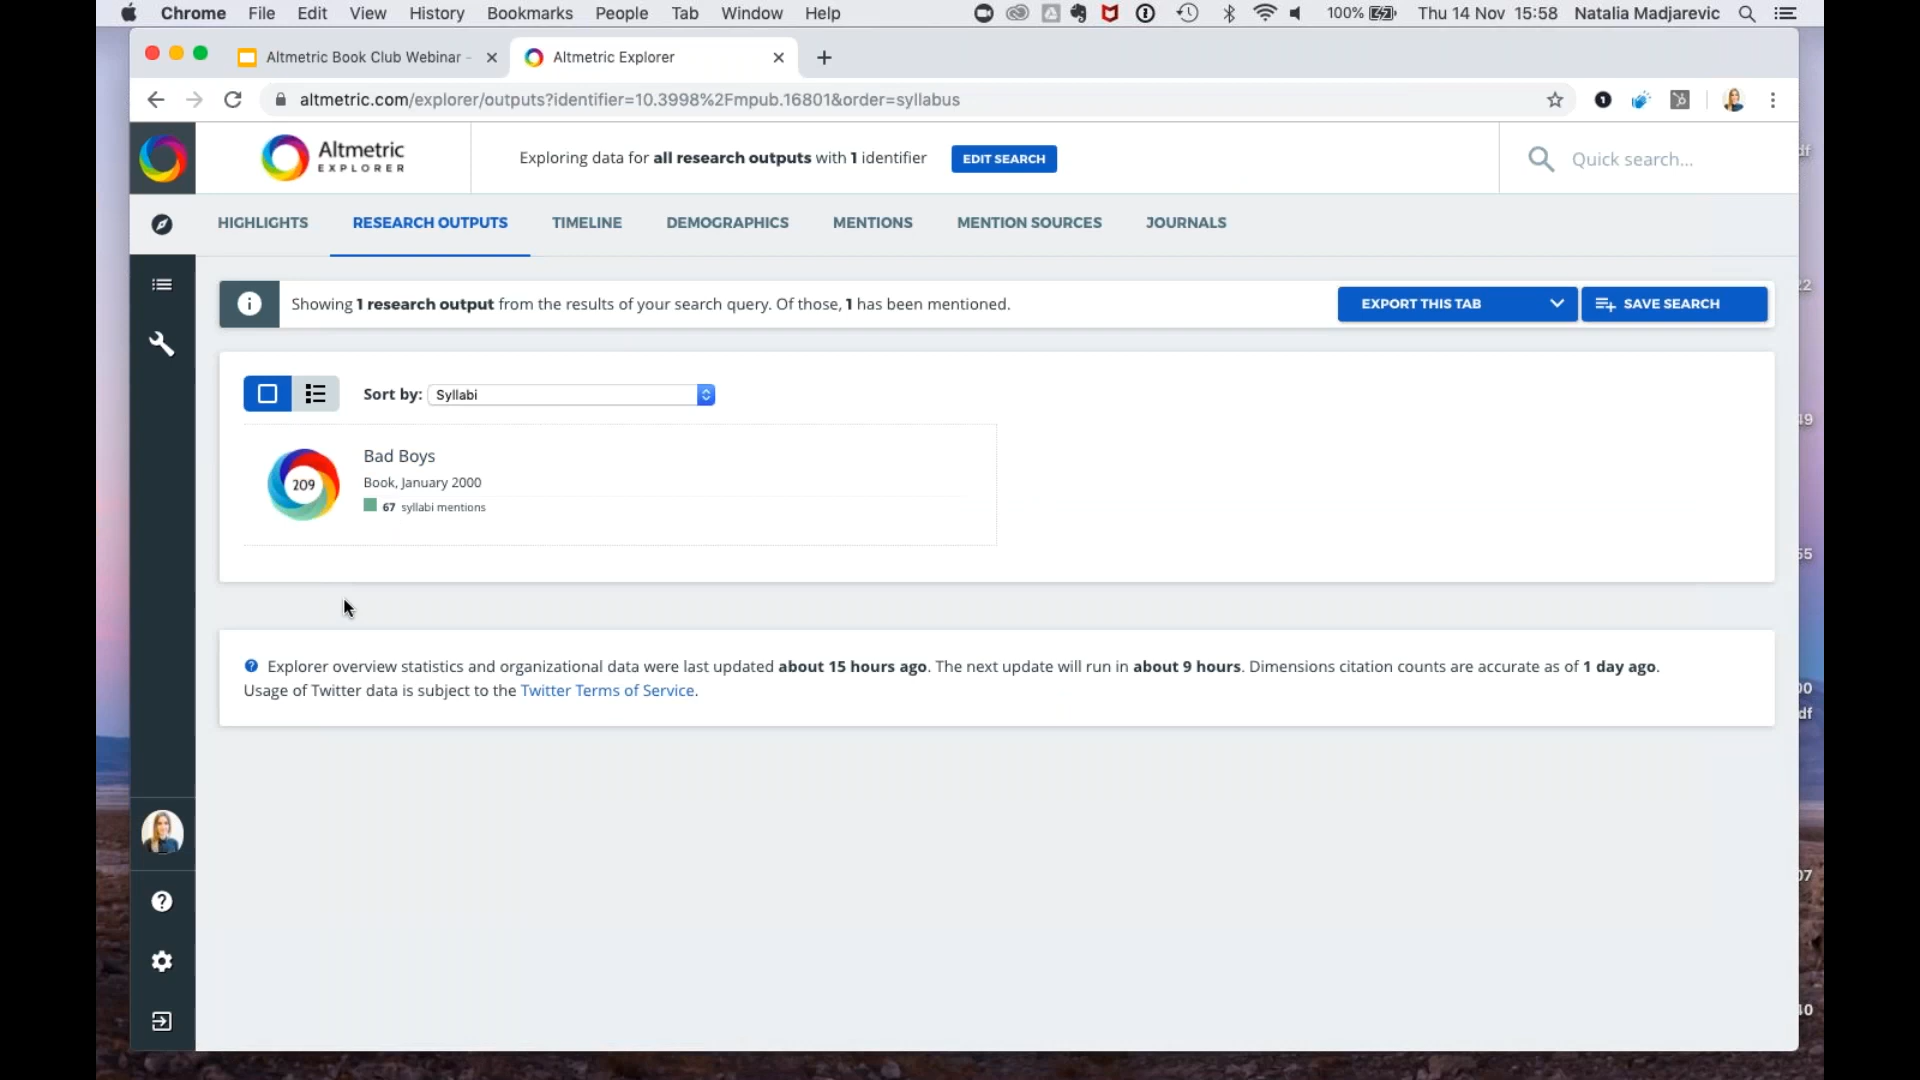 Chrome File Edit View History Bookmarks People Tab Window Help 100% Thu 14 Nov 15:58 Natalia Madjarevic
Altmetric Book Club Webinar - Altmetric Explorer
altmetric.com/explorer/outputs?identifier=10.3998%2Fmpub.16801&order=syllabus
Altmetric
EXPLORER
Exploring data for all research outputs with 1 identifier EDIT SEARCH Quick search...
HIGHLIGHTS RESEARCH OUTPUTS TIMELINE DEMOGRAPHICS MENTIONS MENTION SOURCES JOURNALS
Showing 1 research output from the results of your search query. Of those, 1 has been mentioned. EXPORT THIS TAB SAVE SEARCH
Sort by: Syllabi
209
Bad Boys
Book, January 2000
67 syllabi mentions
Explorer overview statistics and organizational data were last updated about 15 hours ago. The next update will run in about 9 hours. Dimensions citation counts are accurate as of 1 day ago.
Usage of Twitter data is subject to the Twitter Terms of Service.